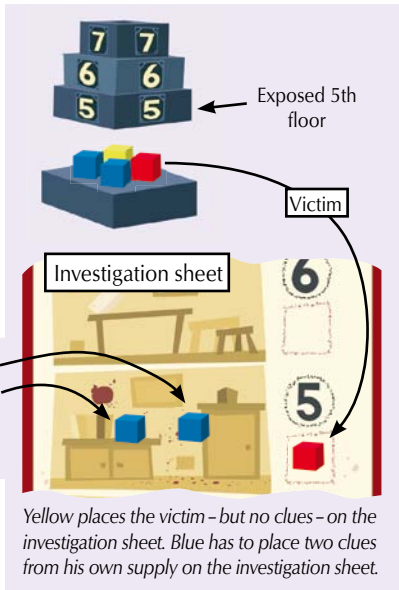 7 7
6 6
5 5
Exposed 5th
floor
Victim
Investigation sheet
6
5
Yellow places the victim – but no clues – on the
investigation sheet. Blue has to place two clues
from his own supply on the investigation sheet.